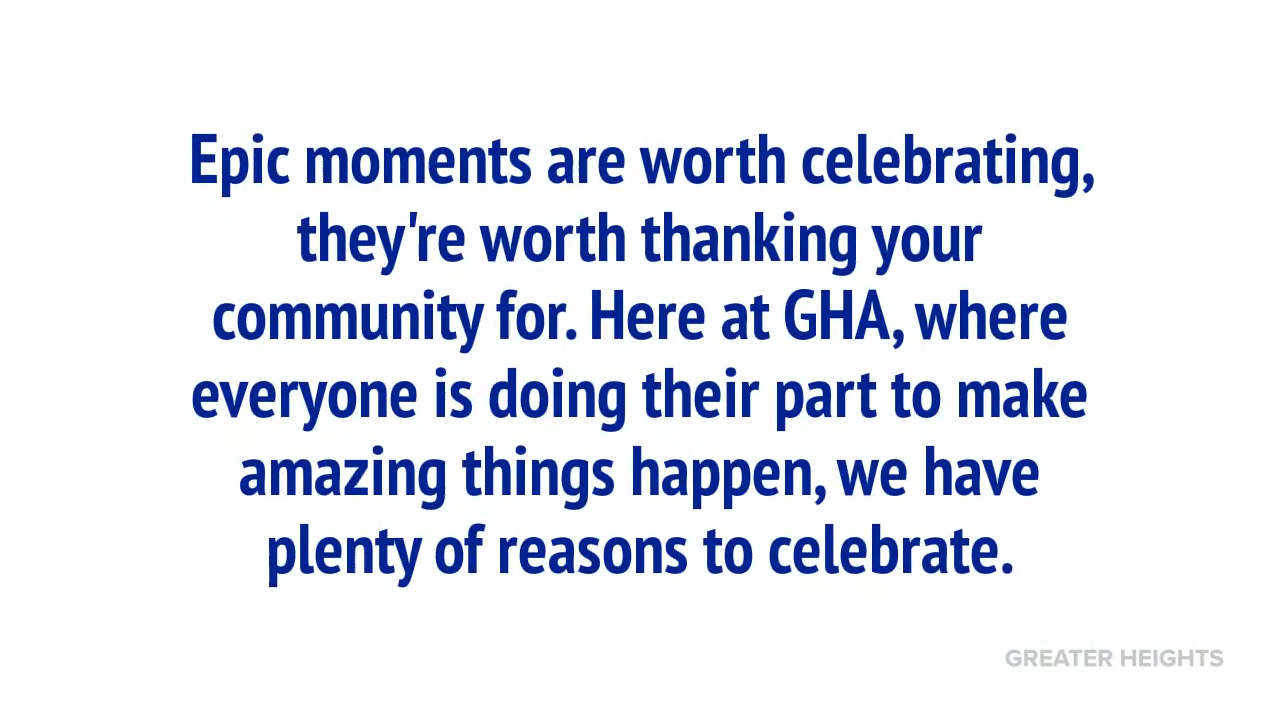 Epic moments are worth celebrating,
they're worth thanking your
community for. Here at GHA, where
everyone is doing their part to make
amazing things happen, we have
plenty of reasons to celebrate.
GREATER HEIGHTS